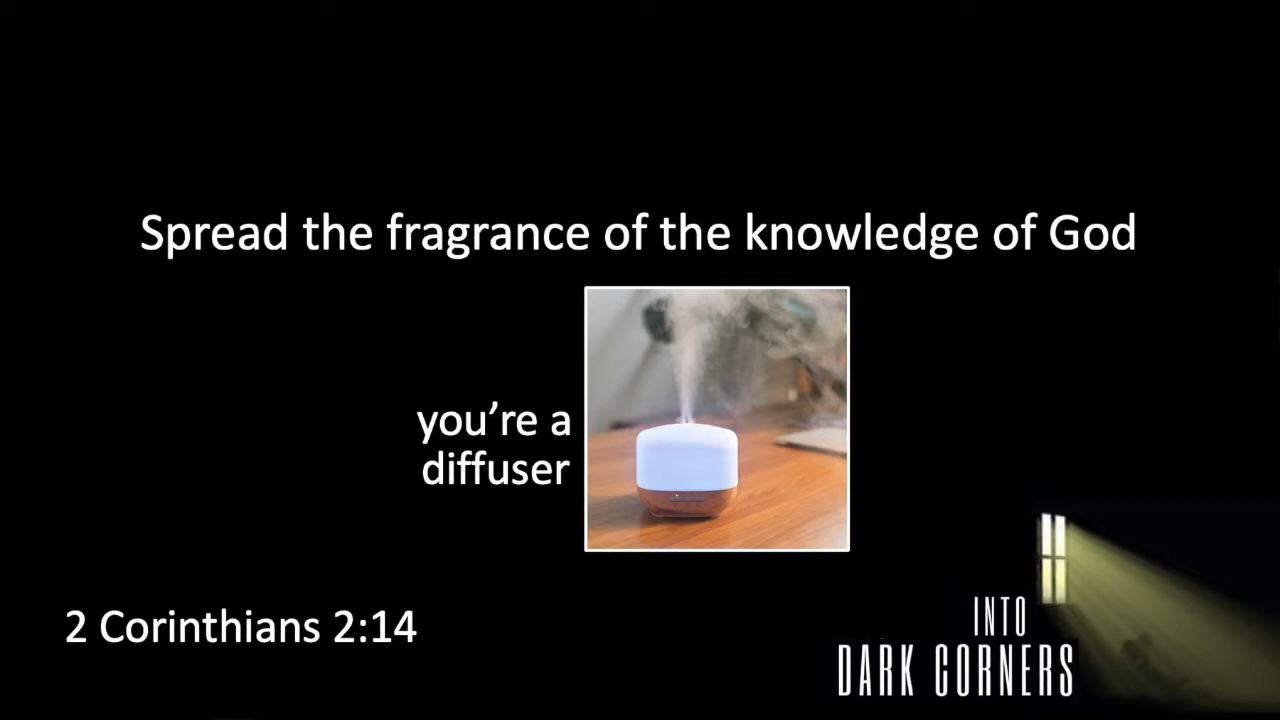 Spread the fragrance of the knowledge of God
you’re a
diffuser
2 Corinthians 2:14
INTO
DARK CORNERS